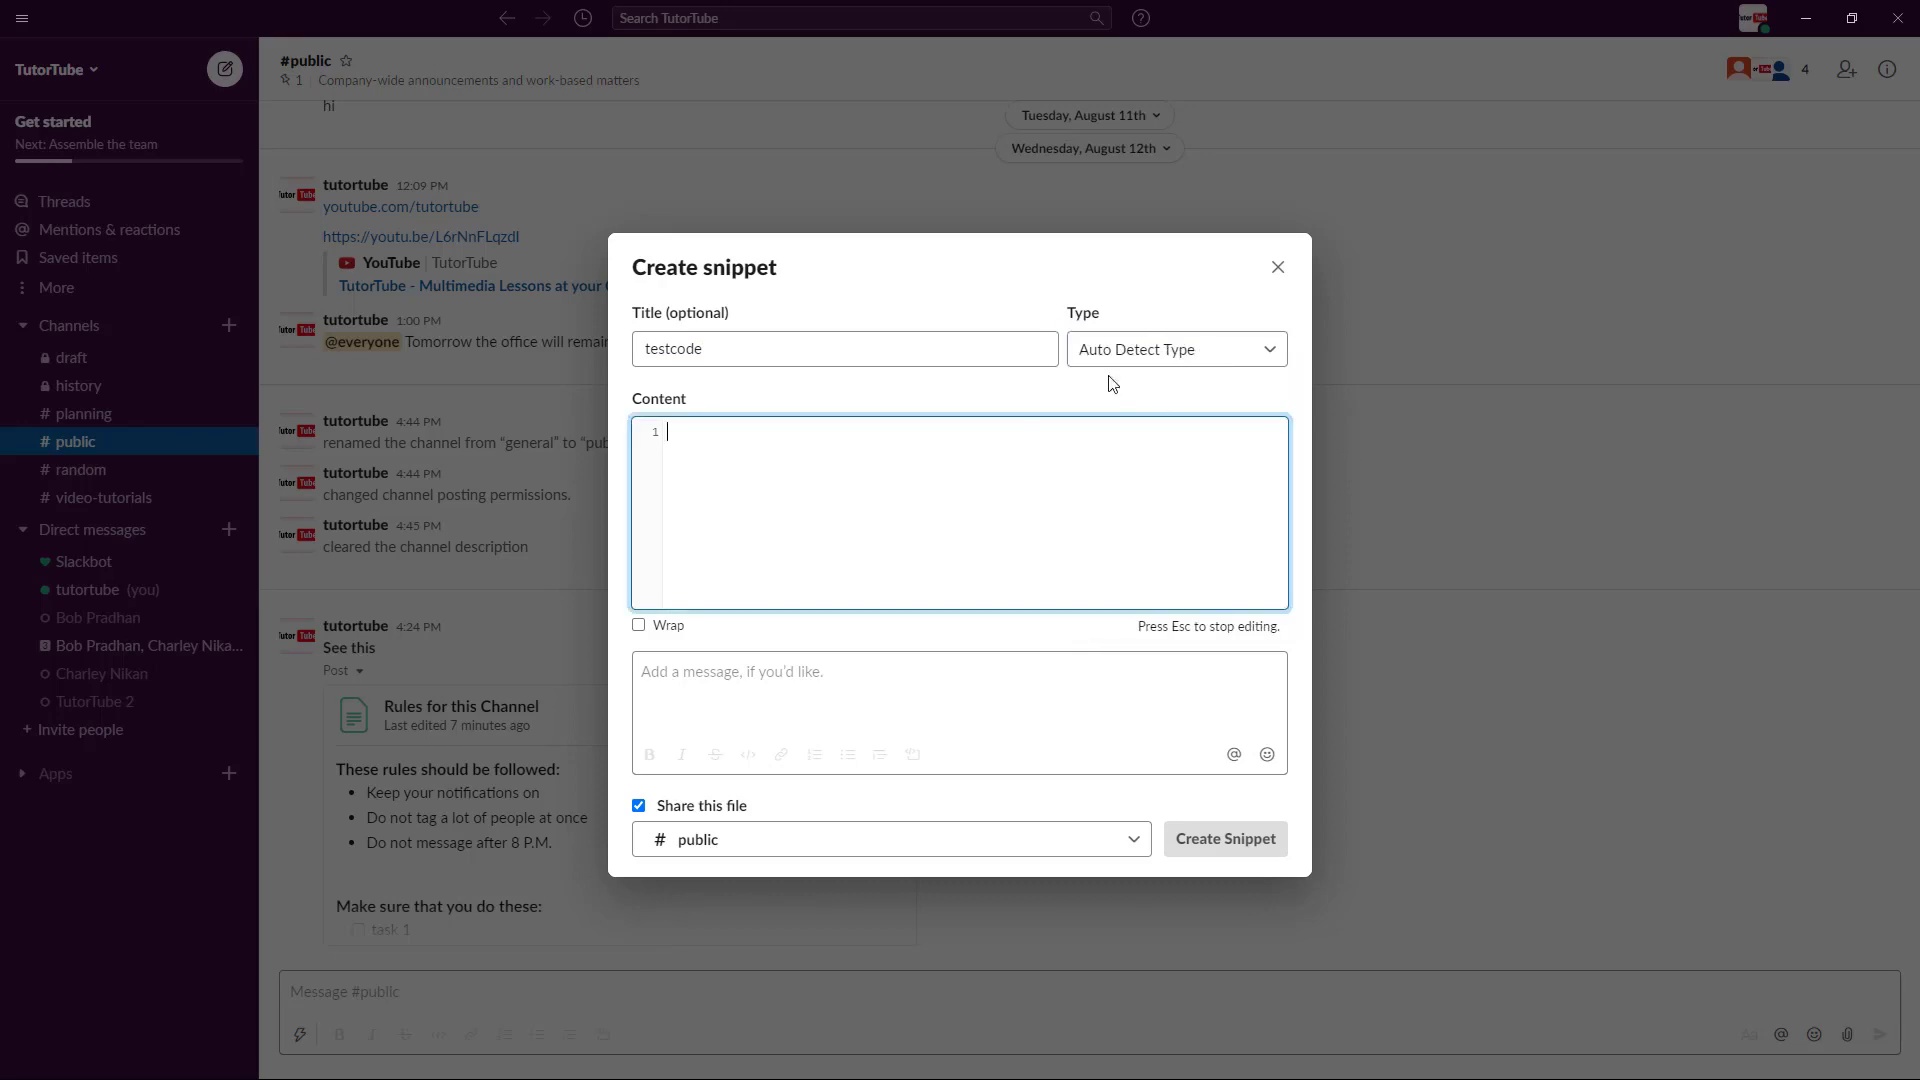 Search TutorTube
TutorTube
Get started
Next: Assemble the team
Threads
Mentions & reactions
Saved items
More
Channels
draft
history
# planning
# public
# random
# video-tutorials
Direct messages
Slackbot
tutortube (you)
Bob Pradhan
3 Bob Pradhan, Charley Nika...
Charley Nikan
TutorTube 2
+ Invite people
Apps
#public
1 Company-wide announcements and work-based matters
4
hi
Tuesday, August 11th
Wednesday, August 12th
tutortube 12:09 PM
youtube.com/tutortube
https://youtu.be/L6rNnFLqzdI
YouTube TutorTube
TutorTube - Multimedia Lessons at your
tutortube 1:00 PM
@everyone Tomorrow the office will remain
tutortube 4:44 PM
renamed the channel from "general" to "pub
tutortube 4:44 PM
changed channel posting permissions.
tutortube 4:45 PM
cleared the channel description
tutortube 4:24 PM
See this
Post
Rules for this Channel
Last edited 7 minutes ago
These rules should be followed:
• Keep your notifications on
• Do not tag a lot of people at once
• Do not message after 8 P.M.
Make sure that you do these:
task 1
Message #public
Create snippet
Title (optional)
Type
testcode
Auto Detect Type
Content
1
Wrap
Press Esc to stop editing.
Add a message, if you'd like.
Share this file
# public
Create Snippet